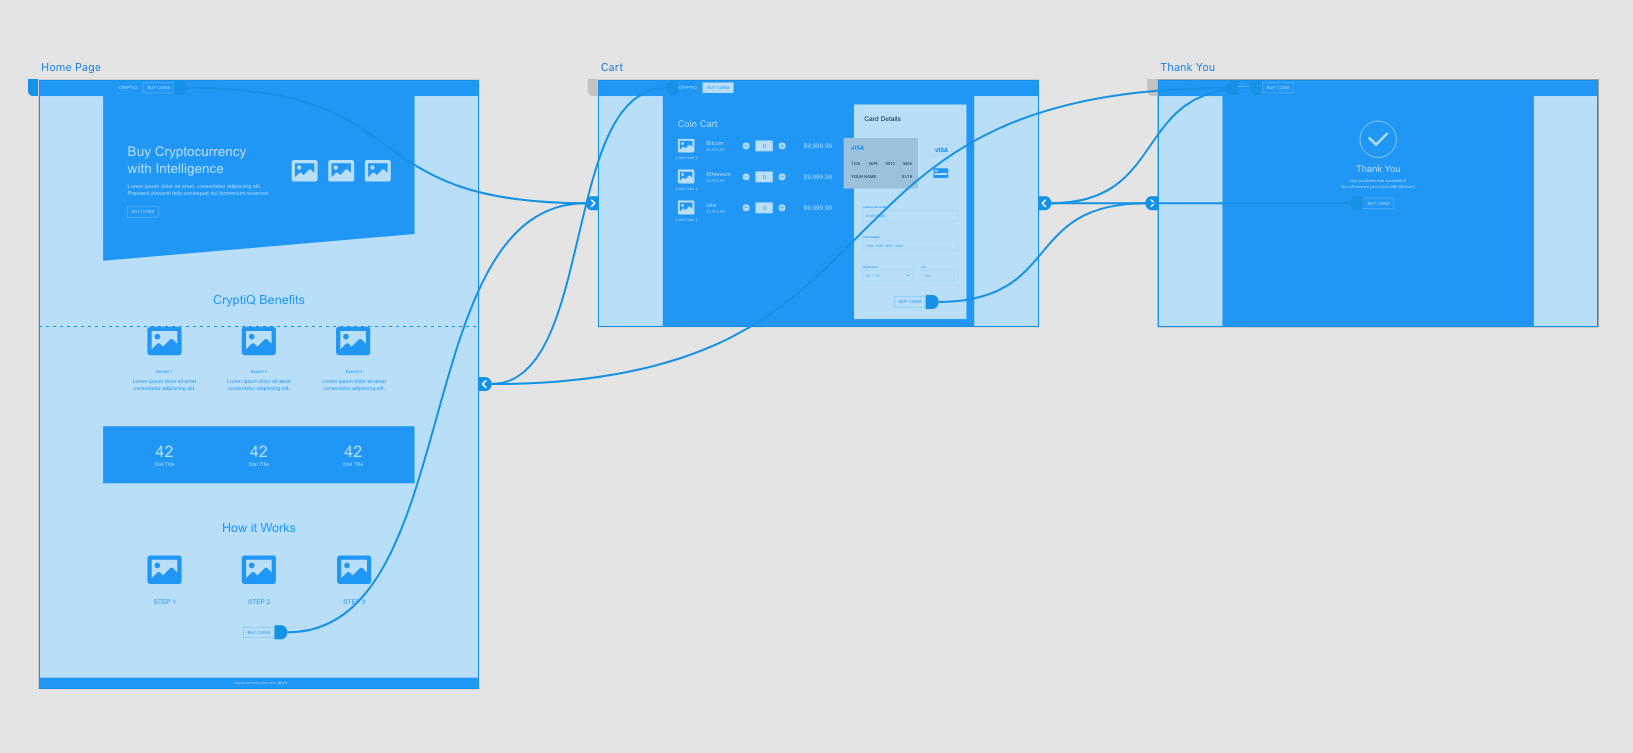 Home Page
CRYPTIQ
BUY COINS
Buy Cryptocurrency
with Intelligence
Lorem ipsum dolor sit amet, consectetur adipiscing elit.
Praesent placerat felis consequat dui fermentum euismod.
BUY COINS
CryptiQ Benefits
Benefit 1
Benefit 2
Benefit 3
Lorem ipsum dolor sit amet
consectetur adipiscing elit.
Lorem ipsum dolor sit amet
consectetur adipiscing elit.
Lorem ipsum dolor sit amet
consectetur adipiscing elit.
42
Stat Title
42
Stat Title
42
Stat Title
How it Works
STEP 1
STEP 2
STEP 3
BUY COINS
Cart
CRYPTIQ
BUY COINS
Coin Cart
Bitcoin
$9,999.99
0
$9,999.99
Ethereum
$9,999.99
0
$9,999.99
$9,999.99
0
$9,999.99
Card Details
VISA
1234 5678 9012 3456
YOUR NAME
01/19
VISA
BUY COINS
Thank You
BUY COINS
Thank You
Your purchase was successful!
BUY COINS